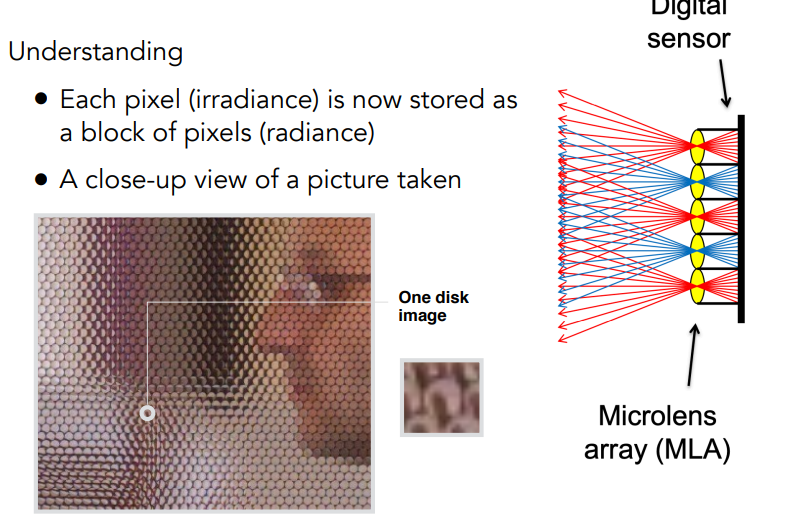 Understanding
• Each pixel (irradiance) is now stored as
a block of pixels (radiance)
• A close-up view of a picture taken
One disk
image
Digital
sensor
Microlens
array (MLA)